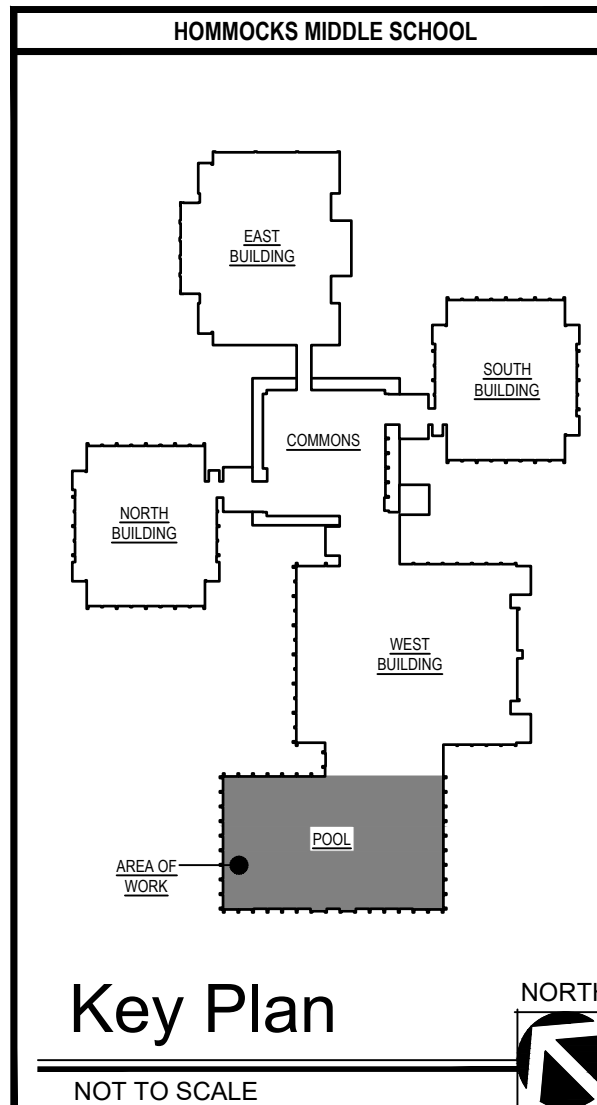 HOMMOCKS MIDDLE SCHOOL
EAST
BUILDING
SOUTH
BUILDING
COMMONS
NORTH
BUILDING
WEST
BUILDING
POOL
AREA OF
WORK
Key Plan
NORTH
NOT TO SCALE